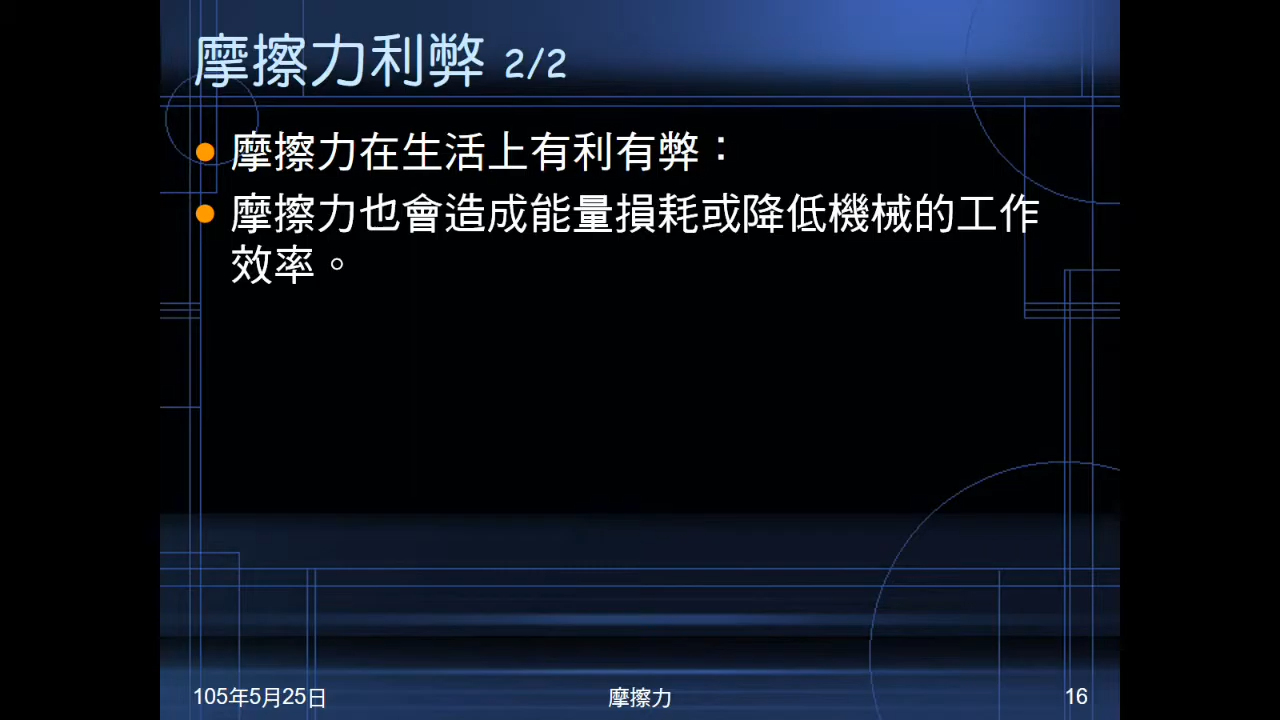 摩擦力利弊 2/2
摩擦力在生活上有利有弊：
摩擦力也會造成能量損耗或降低機械的工作
效率。
105年5月25日
摩擦力
16